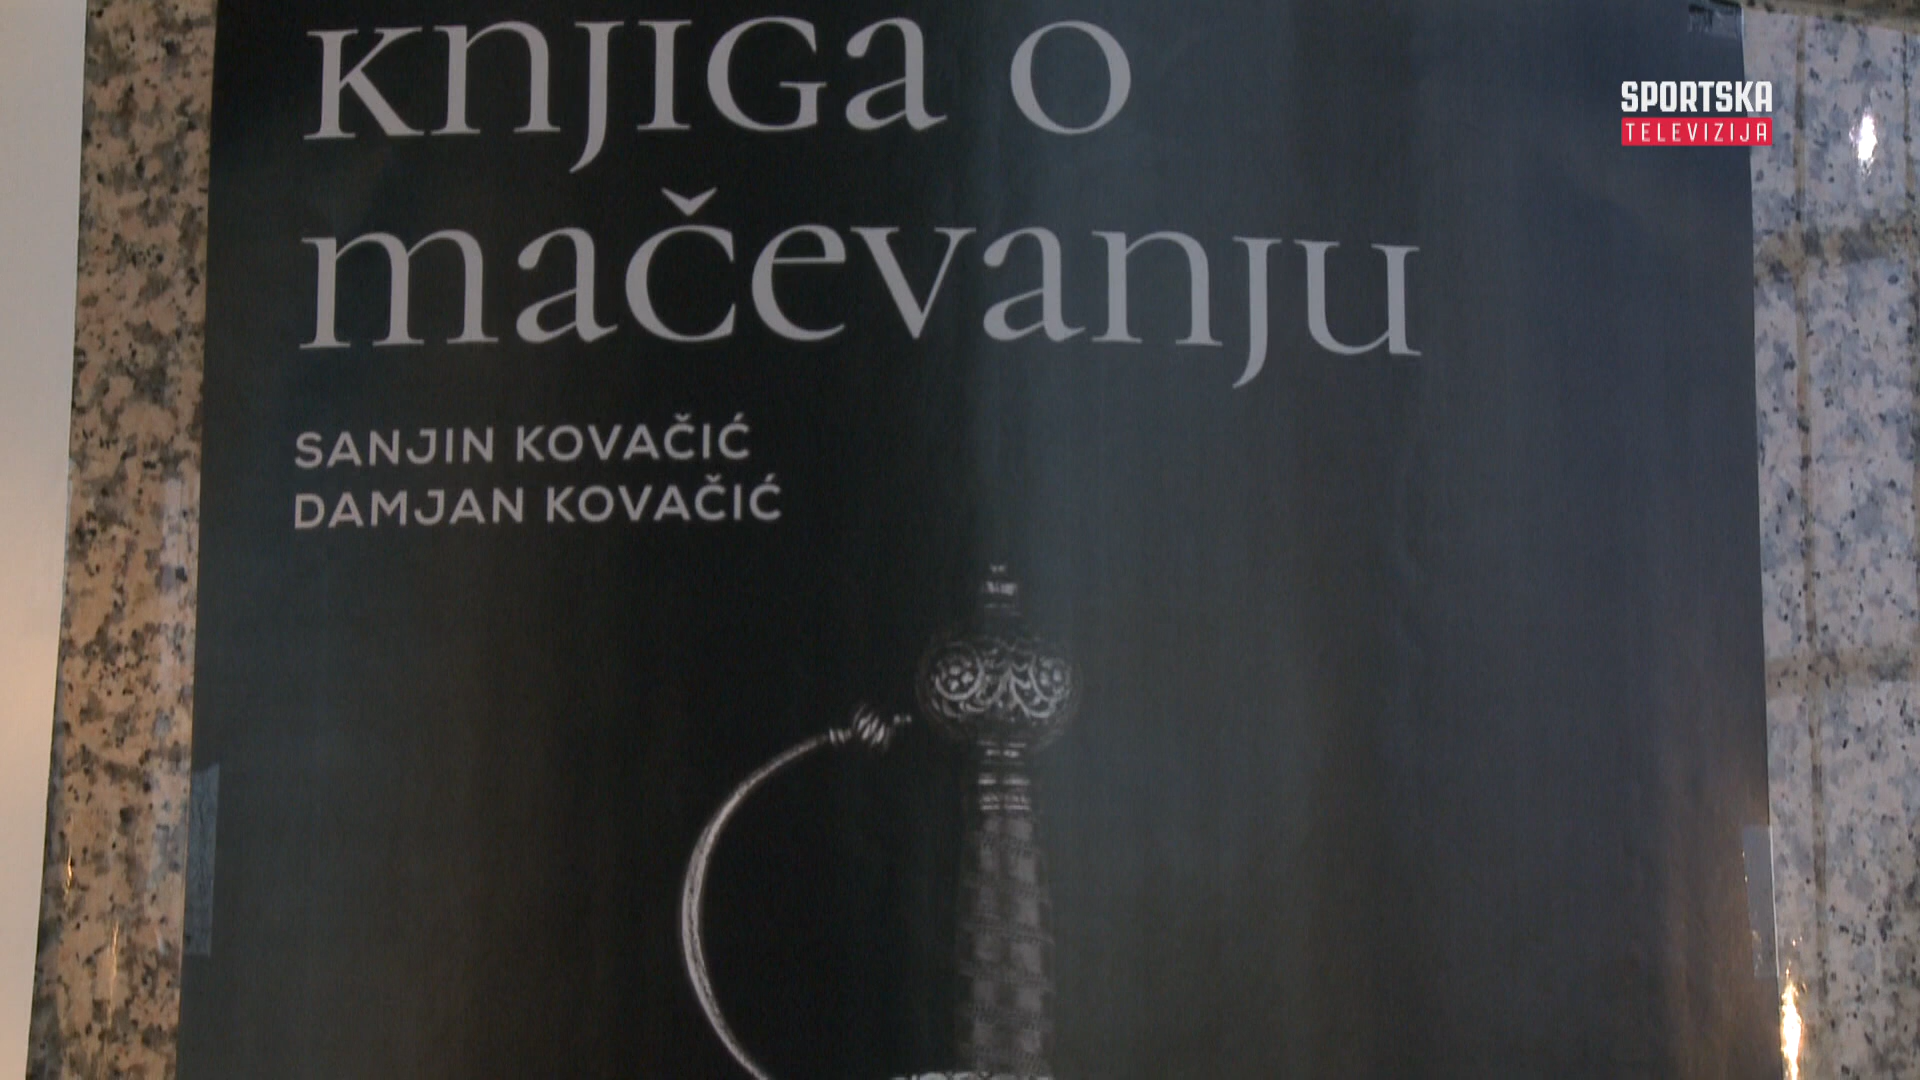 Knjiga o
mačevanju
SANJIN KOVAČIĆ
DAMJAN KOVAČIĆ
SPORTSKA
TELEVIZIJA